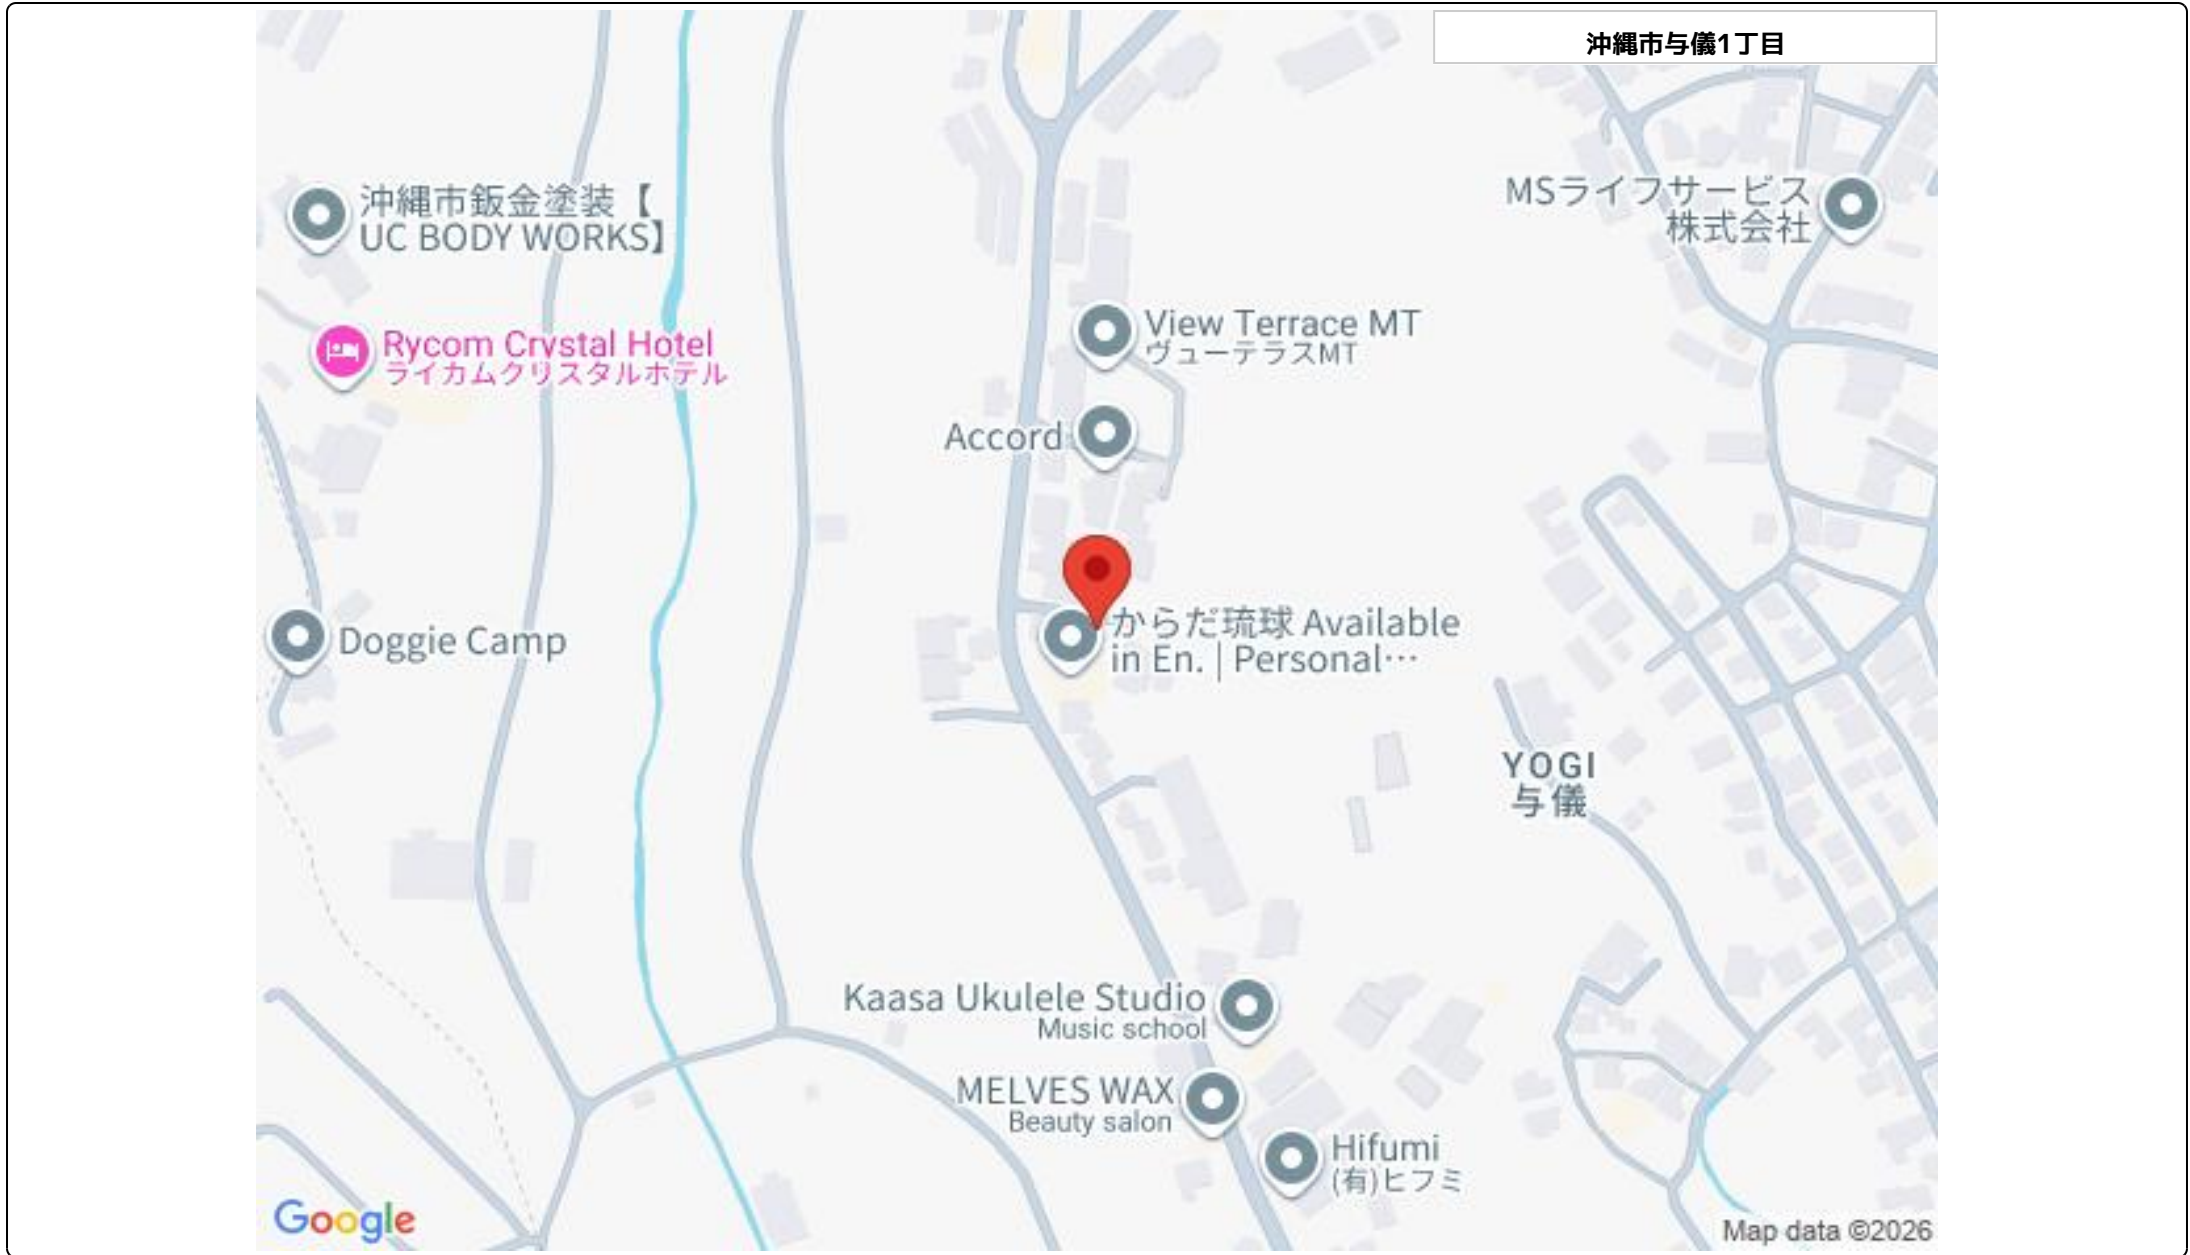 沖縄市与儀1丁目
沖縄市鈑金塗装【
UC BODY WORKS】
MSライフサービス
株式会社
Rycom Crystal Hotel
ライカムクリスタルホテル
View Terrace MT
ヴューテラスMT
Accord
からだ琉球 Available
in En. | Personal…
Doggie Camp
YOGI
与儀
Kaasa Ukulele Studio
Music school
MELVES WAX
Beauty salon
Hifumi
(有)ヒフミ
Google
Map data ©2026